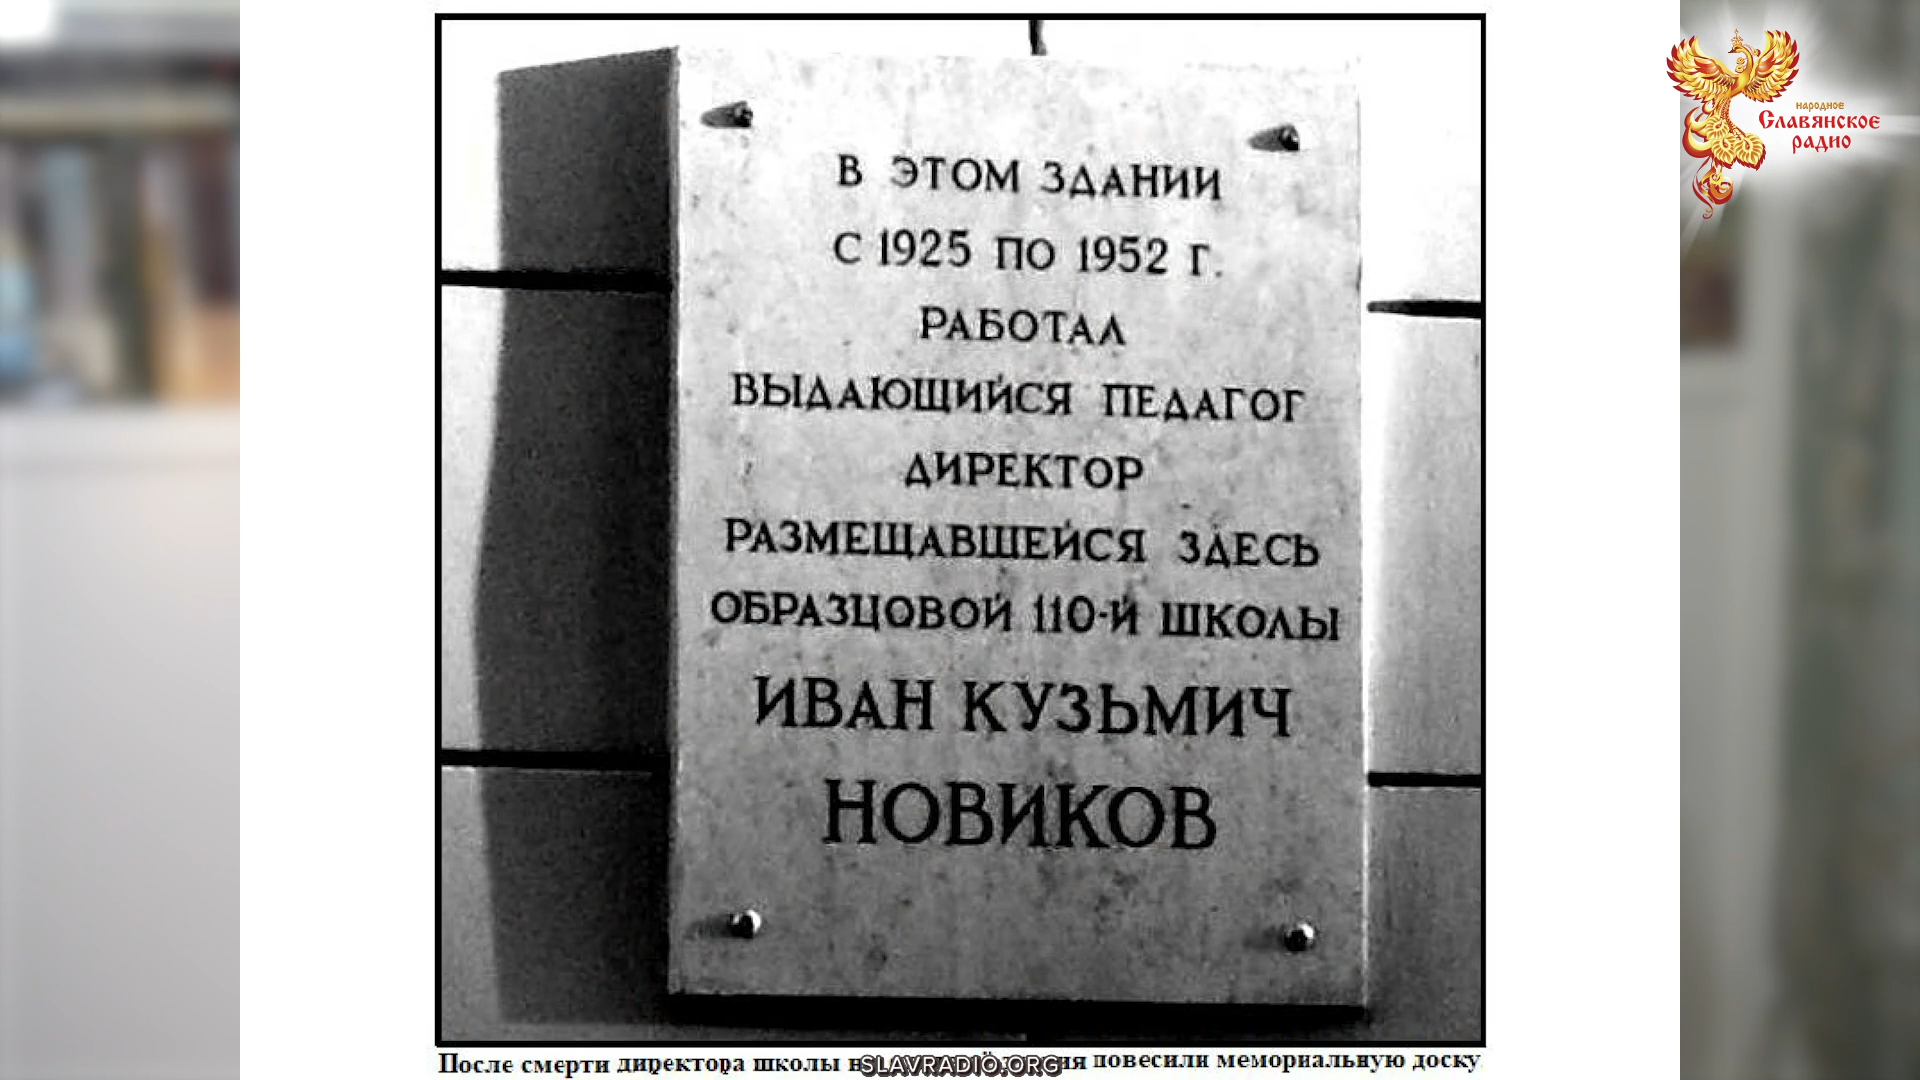 В ЭТОМ ЗДАНИИ
С 1925 ПО 1952 Г.
РАБОТАЛ
ВЫДАЮЩИЙСЯ ПЕДАГОГ
ДИРЕКТОР
РАЗМЕЩАВШЕЙСЯ ЗДЕСЬ
ОБРАЗЦОВОЙ 110-Й ШКОЛЫ
ИВАН КУЗЬМИЧ
НОВИКОВ
народное
Славянское
радио
После смерти директора школы повесили мемориальную доску
SLAVRADIO.ORG